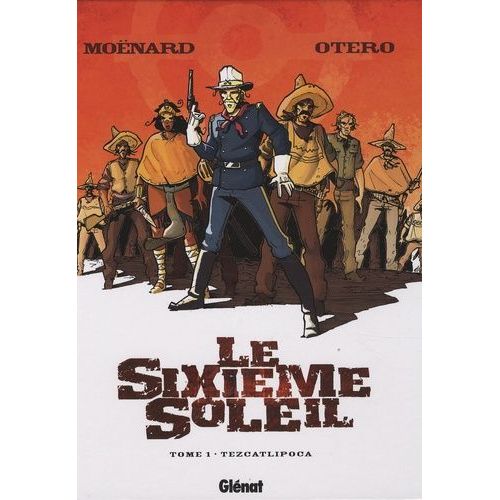 MOËNARD OTERO
LE
SIXIEME
SOLEIL
TOME 1 · TEZCATLIPOCA
Glénat